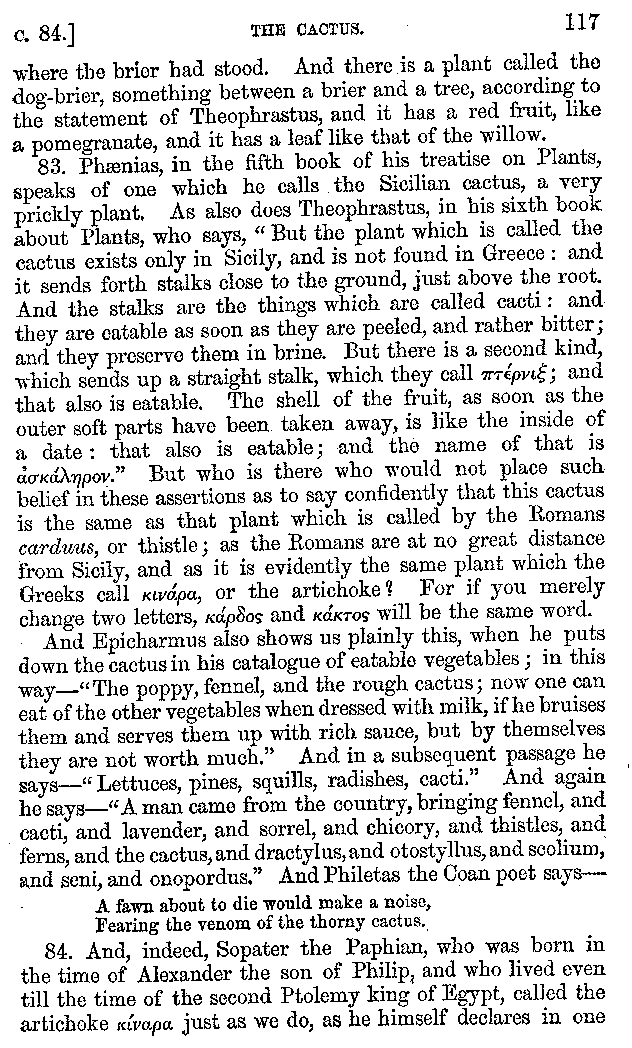 c. 84.] THE CACTUS. 117
where the brier had stood. And there is a plant called the
dog-brier, something between a brier and a tree, according to
the statement of Theophrastus, and it has a red fruit, like
a pomegranate, and it has a leaf like that of the willow.
83. Phænias, in the fifth book of his treatise on Plants,
speaks of one which he calls the Sicilian cactus, a very
prickly plant. As also does Theophrastus, in his sixth book
about Plants, who says, “ But the plant which is called the
cactus exists only in Sicily, and is not found in Greece : and
it sends forth stalks close to the ground, just above the root.
And the stalks are the things which are called cacti : and
they are eatable as soon as they are peeled, and rather bitter ;
and they preserve them in brine. But there is a second kind,
which sends up a straight stalk, which they call πτέρνιξ ; and
that also is eatable. The shell of the fruit, as soon as the
outer soft parts have been taken away, is like the inside of
a date : that also is eatable ; and the name of that is
ἀσκάληρον.” But who is there who would not place such
belief in these assertions as to say confidently that this cactus
is the same as that plant which is called by the Romans
carduus, or thistle ; as the Romans are at no great distance
from Sicily, and as it is evidently the same plant which the
Greeks call κινάρα, or the artichoke ? For if you merely
change two letters, κάρδος and κάκτος will be the same word.
And Epicharmus also shows us plainly this, when he puts
down the cactus in his catalogue of eatable vegetables ; in this
way—“The poppy, fennel, and the rough cactus ; now one can
eat of the other vegetables when dressed with milk, if he bruises
them and serves them up with rich sauce, but by themselves
they are not worth much.” And in a subsequent passage he
says—“ Lettuces, pines, squills, radishes, cacti.” And again
he says—“A man came from the country, bringing fennel, and
cacti, and lavender, and sorrel, and chicory, and thistles, and
ferns, and the cactus, and dractylus, and otostyllus, and scolium,
and seni, and onopordus.” And Philetas the Coan poet says—
A fawn about to die would make a noise,
Fearing the venom of the thorny cactus.
84. And, indeed, Sopater the Paphian, who was born in
the time of Alexander the son of Philip, and who lived even
till the time of the second Ptolemy king of Egypt, called the
artichoke κίναρα just as we do, as he himself declares in one